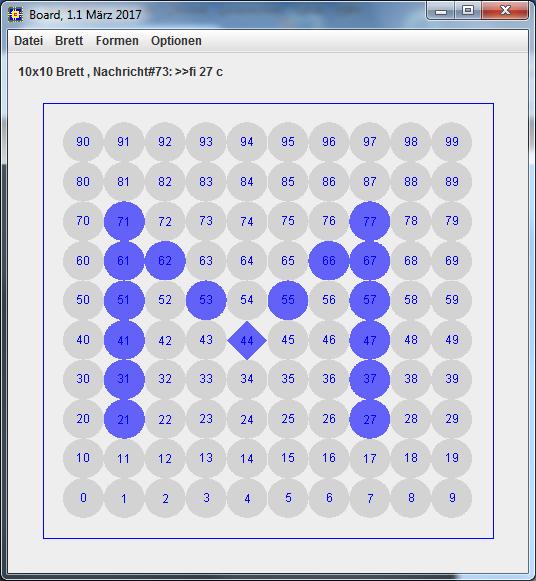 Board, 1.1 März 2017
Datei Brett Formen Optionen
10x10 Brett , Nachricht#73: >>fi 27 c
90 91 92 93 94 95 96 97 98 99
80 81 82 83 84 85 86 87 88 89
70 71 72 73 74 75 76 77 78 79
60 61 62 63 64 65 66 67 68 69
50 51 52 53 54 55 56 57 58 59
40 41 42 43 44 45 46 47 48 49
30 31 32 33 34 35 36 37 38 39
20 21 22 23 24 25 26 27 28 29
10 11 12 13 14 15 16 17 18 19
0 1 2 3 4 5 6 7 8 9